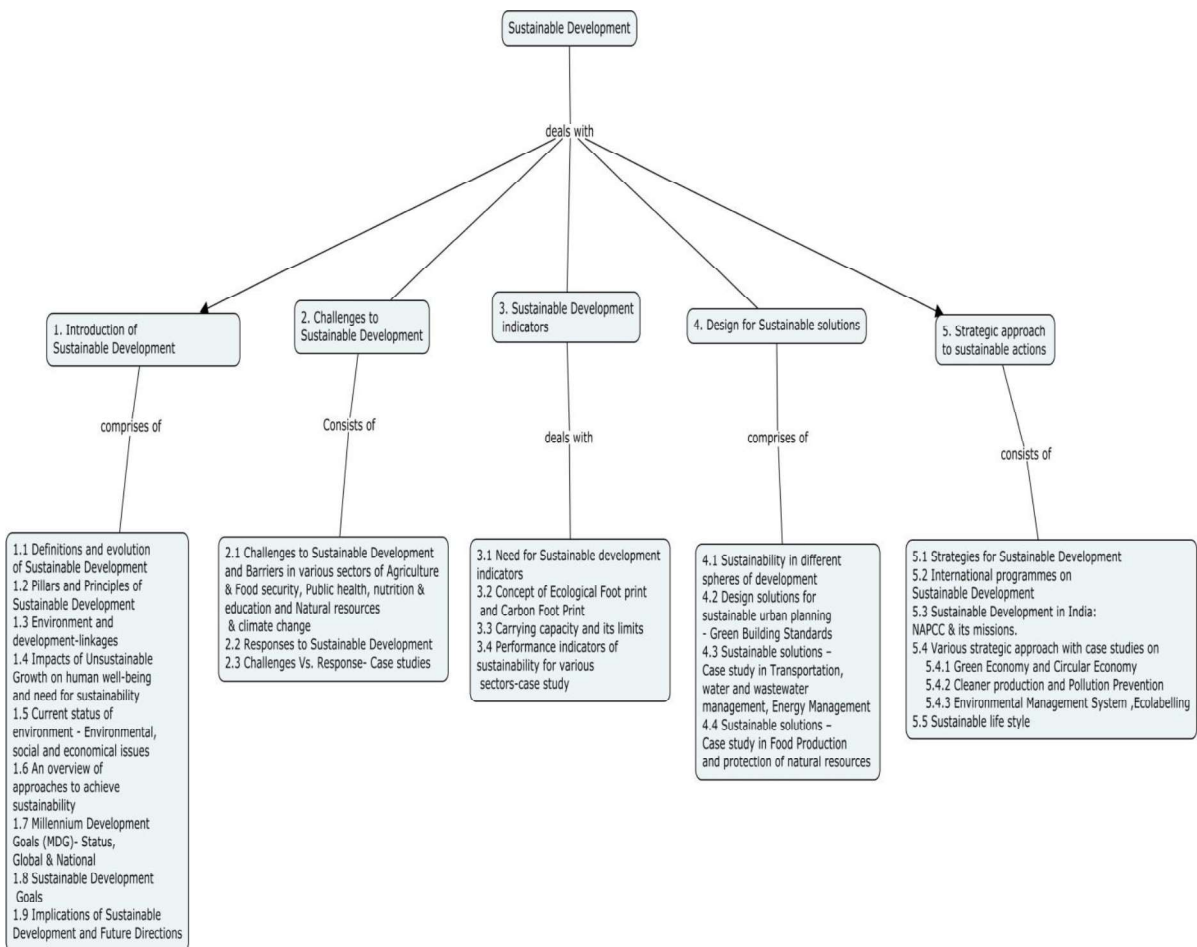 Sustainable Development
deals with
1. Introduction of
Sustainable Development
2. Challenges to
Sustainable Development
3. Sustainable Development
indicators
4. Design for Sustainable solutions
5. Strategic approach
to sustainable actions
comprises of
Consists of
deals with
comprises of
consists of
1.1 Definitions and evolution
of Sustainable Development
1.2 Pillars and Principles of
Sustainable Development
1.3 Environment and
development-linkages
1.4 Impacts of Unsustainable
Growth on human well-being
and need for sustainability
1.5 Current status of
environment - Environmental,
social and economical issues
1.6 An overview of
approaches to achieve
sustainability
1.7 Millennium Development
Goals (MDG)- Status,
Global & National
1.8 Sustainable Development
Goals
1.9 Implications of Sustainable
Development and Future Directions
2.1 Challenges to Sustainable Development
and Barriers in various sectors of Agriculture
& Food security, Public health, nutrition &
education and Natural resources
& climate change
2.2 Responses to Sustainable Development
2.3 Challenges Vs. Response- Case studies
3.1 Need for Sustainable development
indicators
3.2 Concept of Ecological Foot print
and Carbon Foot Print
3.3 Carrying capacity and its limits
3.4 Performance indicators of
sustainability for various
sectors-case study
4.1 Sustainability in different
spheres of development
4.2 Design solutions for
sustainable urban planning
- Green Building Standards
4.3 Sustainable solutions –
Case study in Transportation,
water and wastewater
management, Energy Management
4.4 Sustainable solutions –
Case study in Food Production
and protection of natural resources
5.1 Strategies for Sustainable Development
5.2 International programmes on
Sustainable Development
5.3 Sustainable Development in India:
NAPCC & its missions.
5.4 Various strategic approach with case studies on
5.4.1 Green Economy and Circular Economy
5.4.2 Cleaner production and Pollution Prevention
5.4.3 Environmental Management System ,Ecolabelling
5.5 Sustainable life style